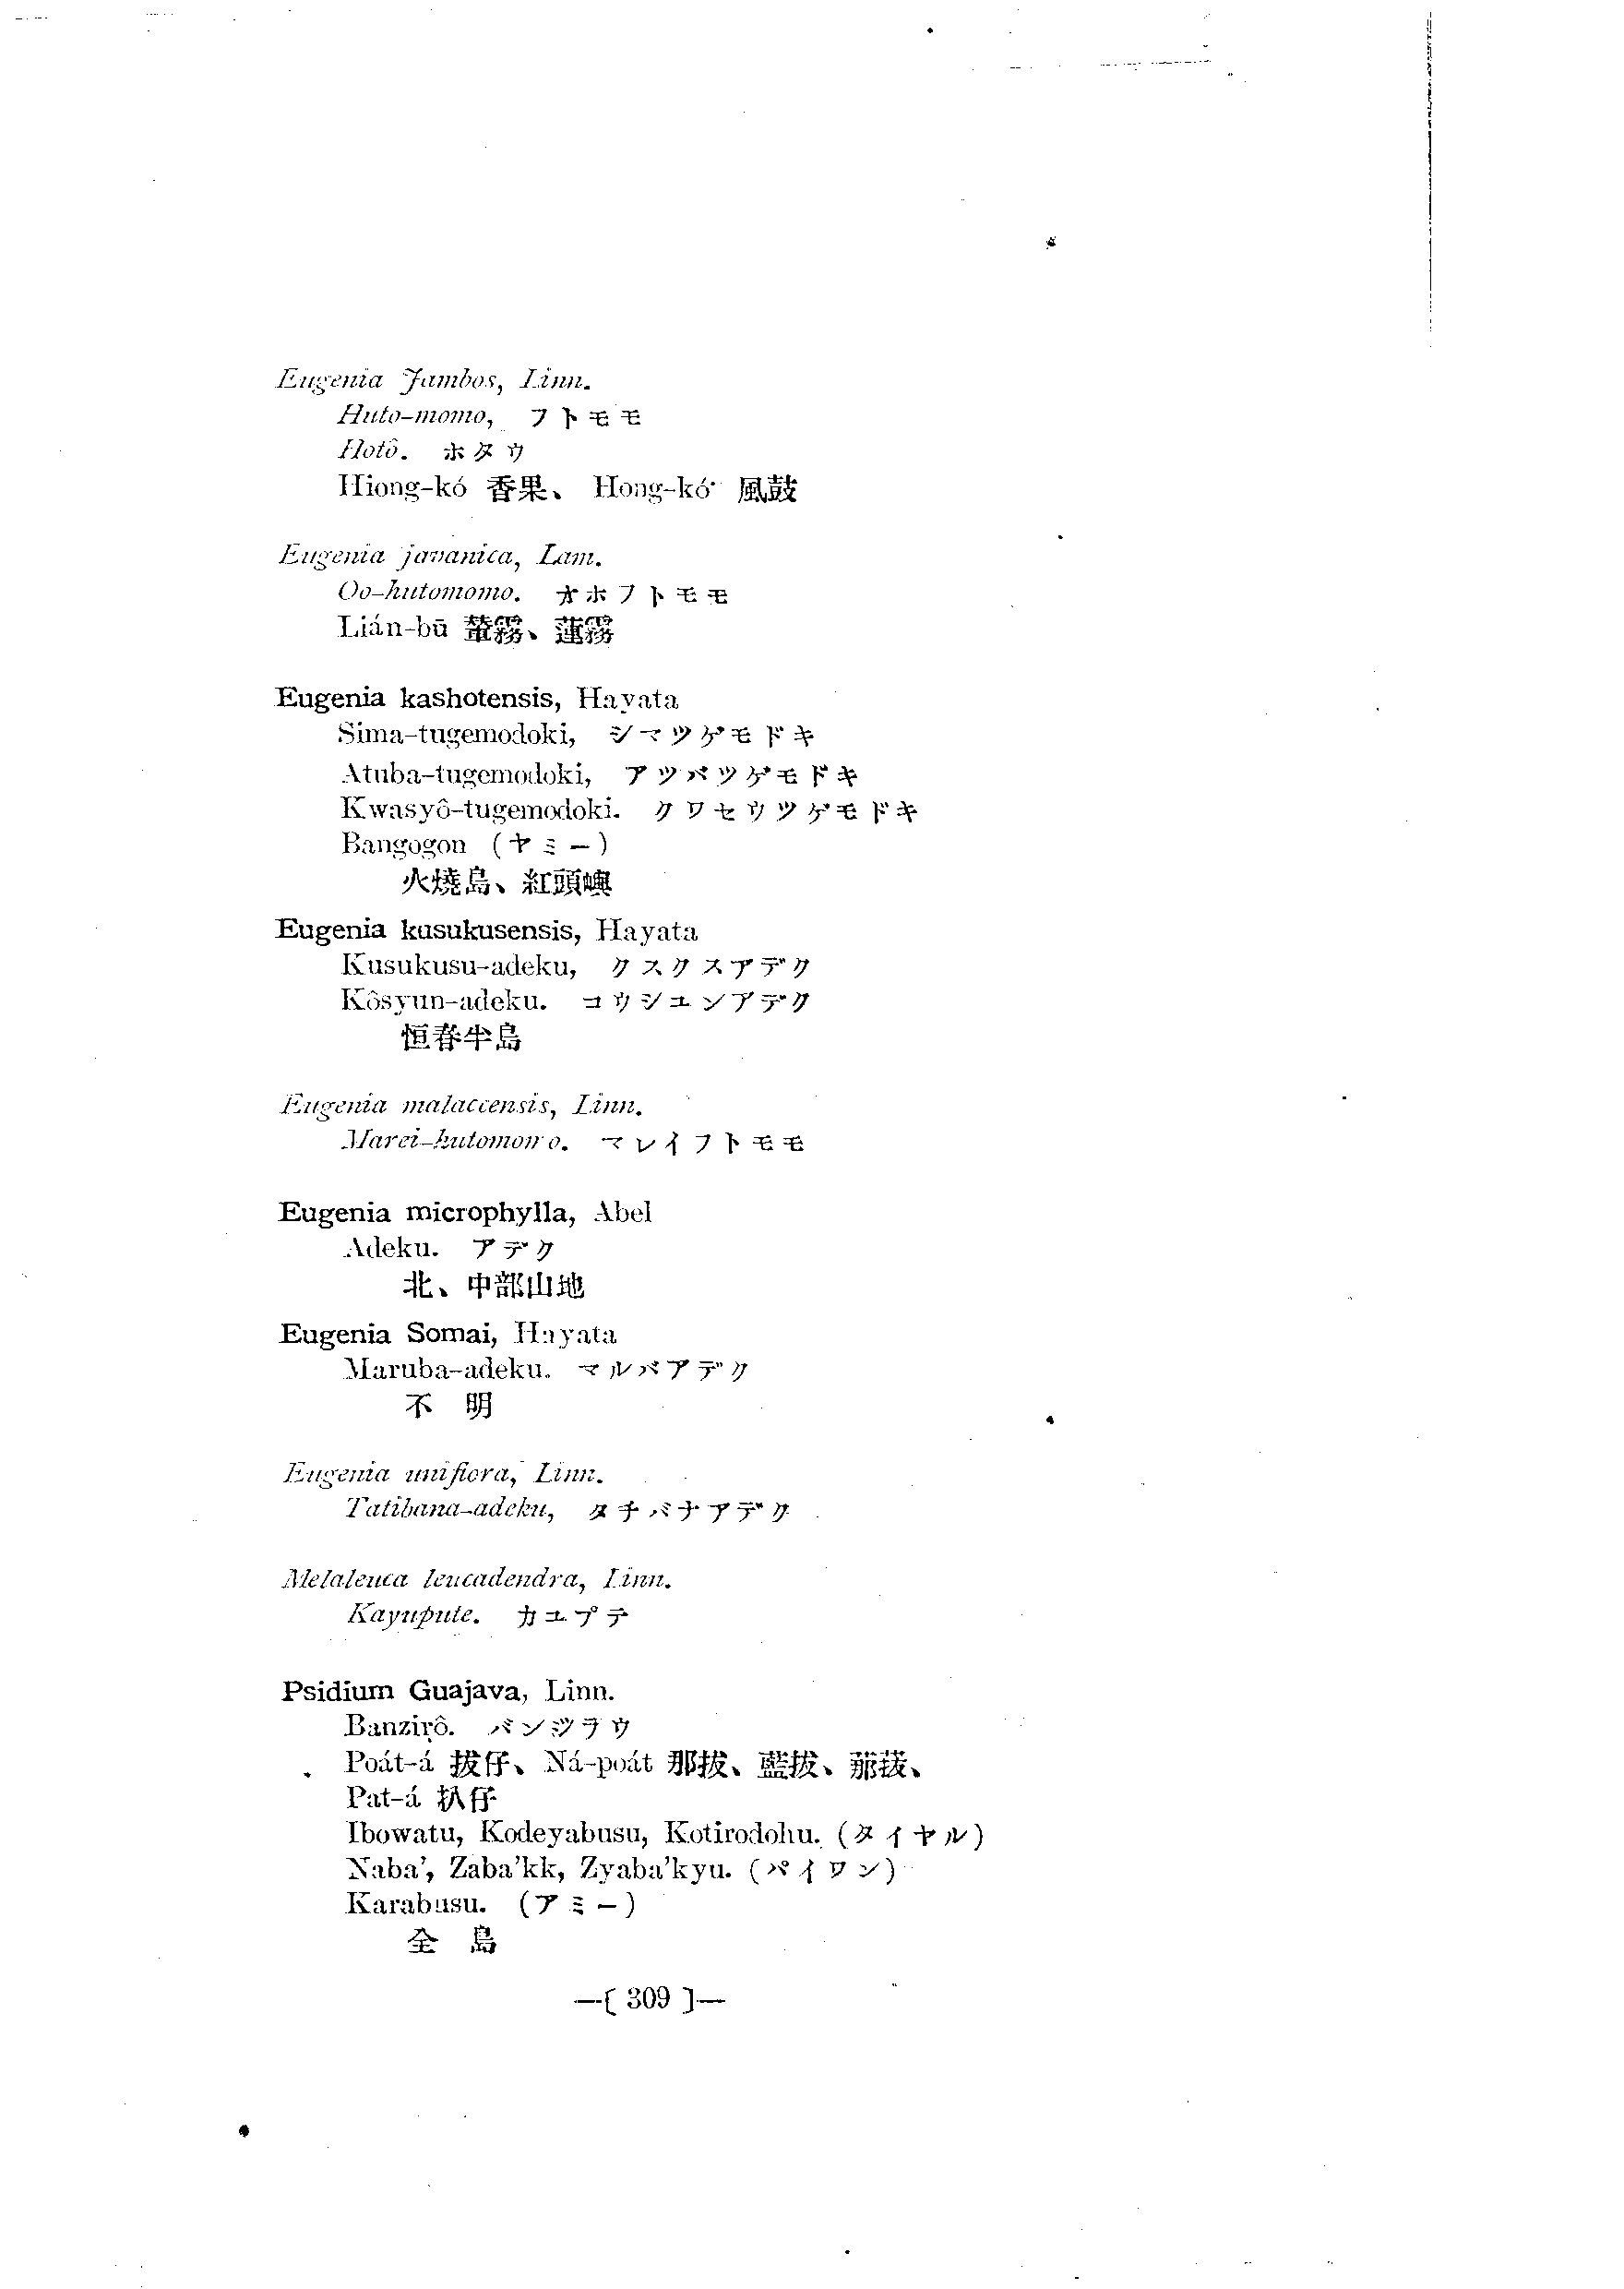 Eugenia Jambos, Linn.
Huto-momo, フトモモ
Hotô. ホタウ
Hiong-kó 香果、 Hong-kó͘ 風鼓
Eugenia javanica, Lam.
Oo-hutomomo. オホフトモモ
Lián-bū 輦霧、蓮霧
Eugenia kashotensis, Hayata
Sima-tugemodoki, シマツゲモドキ
Atuba-tugemodoki, アツバツゲモドキ
Kwasyô-tugemodoki. クワセウツゲモドキ
Bangogon (ヤミー)
火燒島、紅頭嶼
Eugenia kusukusensis, Hayata
Kusukusu-adeku, クスクスアデク
Kôsyun-adeku. コウシユンアデク
恒春半島
Eugenia malaccensis, Linn.
Marei-hutomomo. マレイフトモモ
Eugenia microphylla, Abel
Adeku. アデク
北、中部山地
Eugenia Somai, Hayata
Maruba-adeku. マルバアデク
不 明
Eugenia uniflora, Linn.
Tatibana-adeku, タチバナアデク
Melaleuca leucadendra, Linn.
Kayupute. カユプテ
Psidium Guajava, Linn.
Banzirô. バンジラウ
Poát-á 拔仔、Ná-poát 那拔、藍拔、莮菝、
Pat-á 扒仔
Ibowatu, Kodeyabusu, Kotirodohu. (タイヤル)
Naba', Zaba'kk, Zyaba'kyu. (パイワン)
Karabusu. (アミー)
全 島
—[ 309 ]—